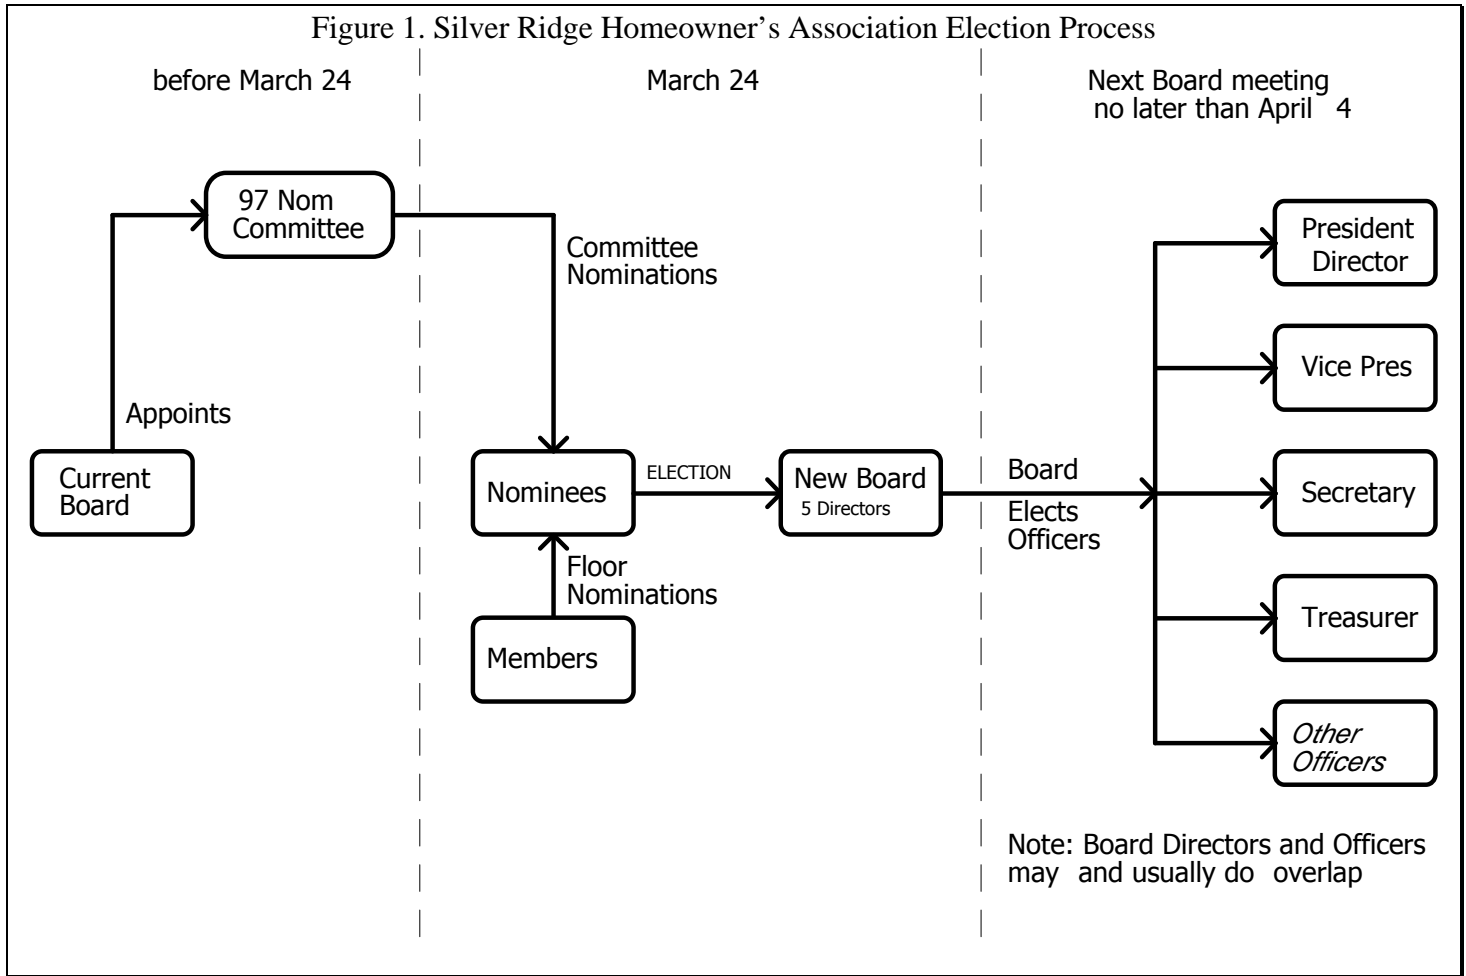 Figure 1. Silver Ridge Homeowner's Association Election Process
before March 24
March 24
Next Board meeting
no later than April 4
97 Nom
Committee
Committee
Nominations
Appoints
Current
Board
Nominees
ELECTION
New Board
5 Directors
Board
Elects
Officers
Floor
Nominations
Members
President
Director
Vice Pres
Secretary
Treasurer
Other
Officers
Note: Board Directors and Officers
may and usually do overlap